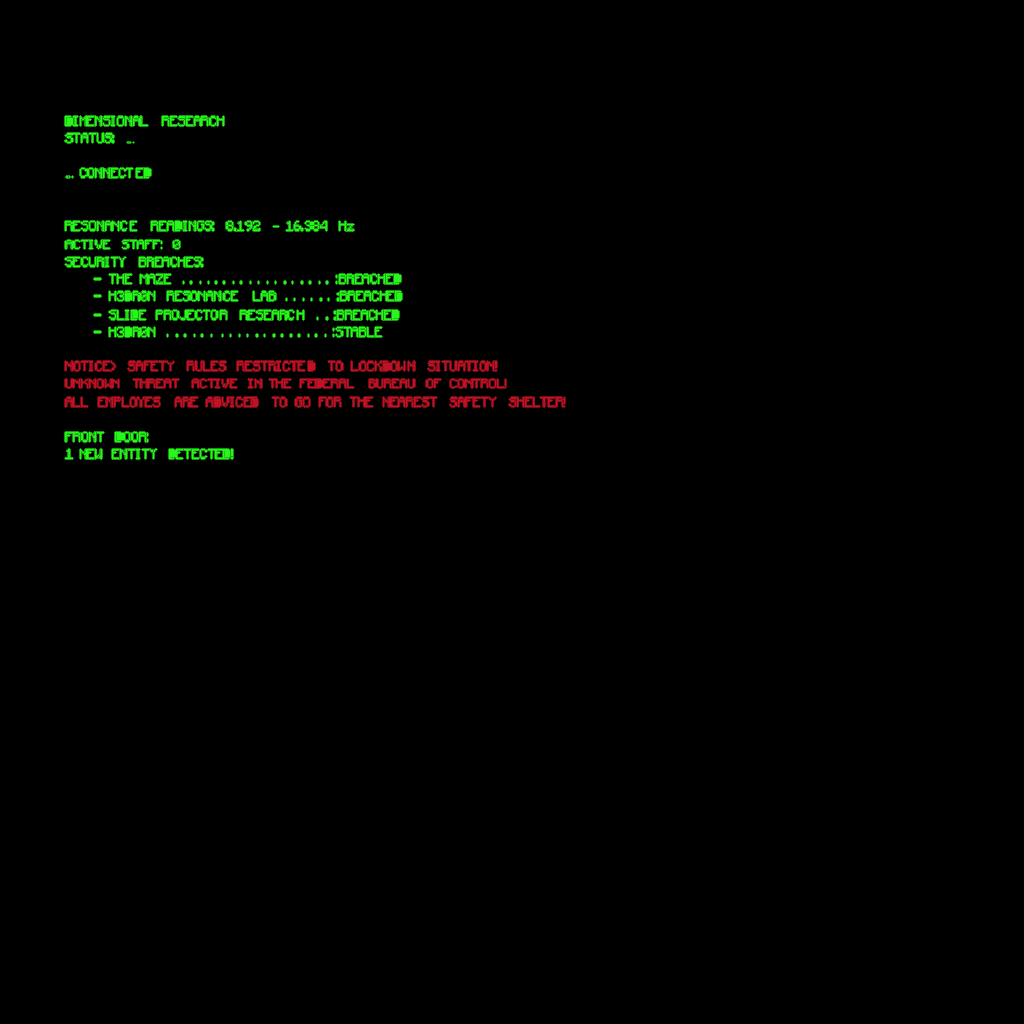 DIMENSIONAL RESEARCH
STATUS: ...
... CONNECTED
RESONANCE READINGS: 8.192 - 16.384 Hz
ACTIVE STAFF: 0
SECURITY BREACHES:
- THE MAZE ..................:BREACHED
- H3DR0N RESONANCE LAB ......:BREACHED
- SLIDE PROJECTOR RESEARCH ..:BREACHED
- H3DR0N ...................:STABLE
NOTICE> SAFETY RULES RESTRICTED TO LOCKDOWN SITUATION!
UNKNOWN THREAT ACTIVE IN THE FEDERAL BUREAU OF CONTROL!
ALL EMPLOYES ARE ADVICED TO GO FOR THE NEAREST SAFETY SHELTER!
FRONT DOOR:
1 NEW ENTITY DETECTED!